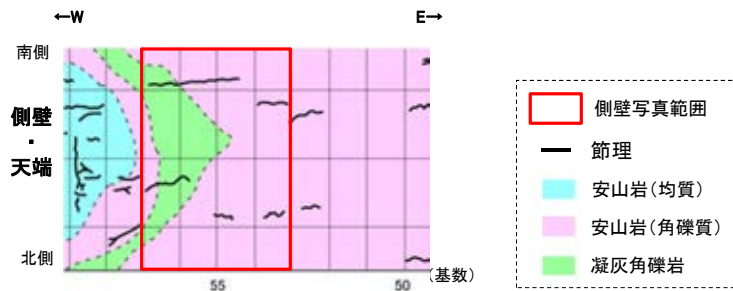 ←W
E→
南側
側壁
・
天端
北側
55
50
(基数)
側壁写真範囲
節理
安山岩(均質)
安山岩(角礫質)
凝灰角礫岩